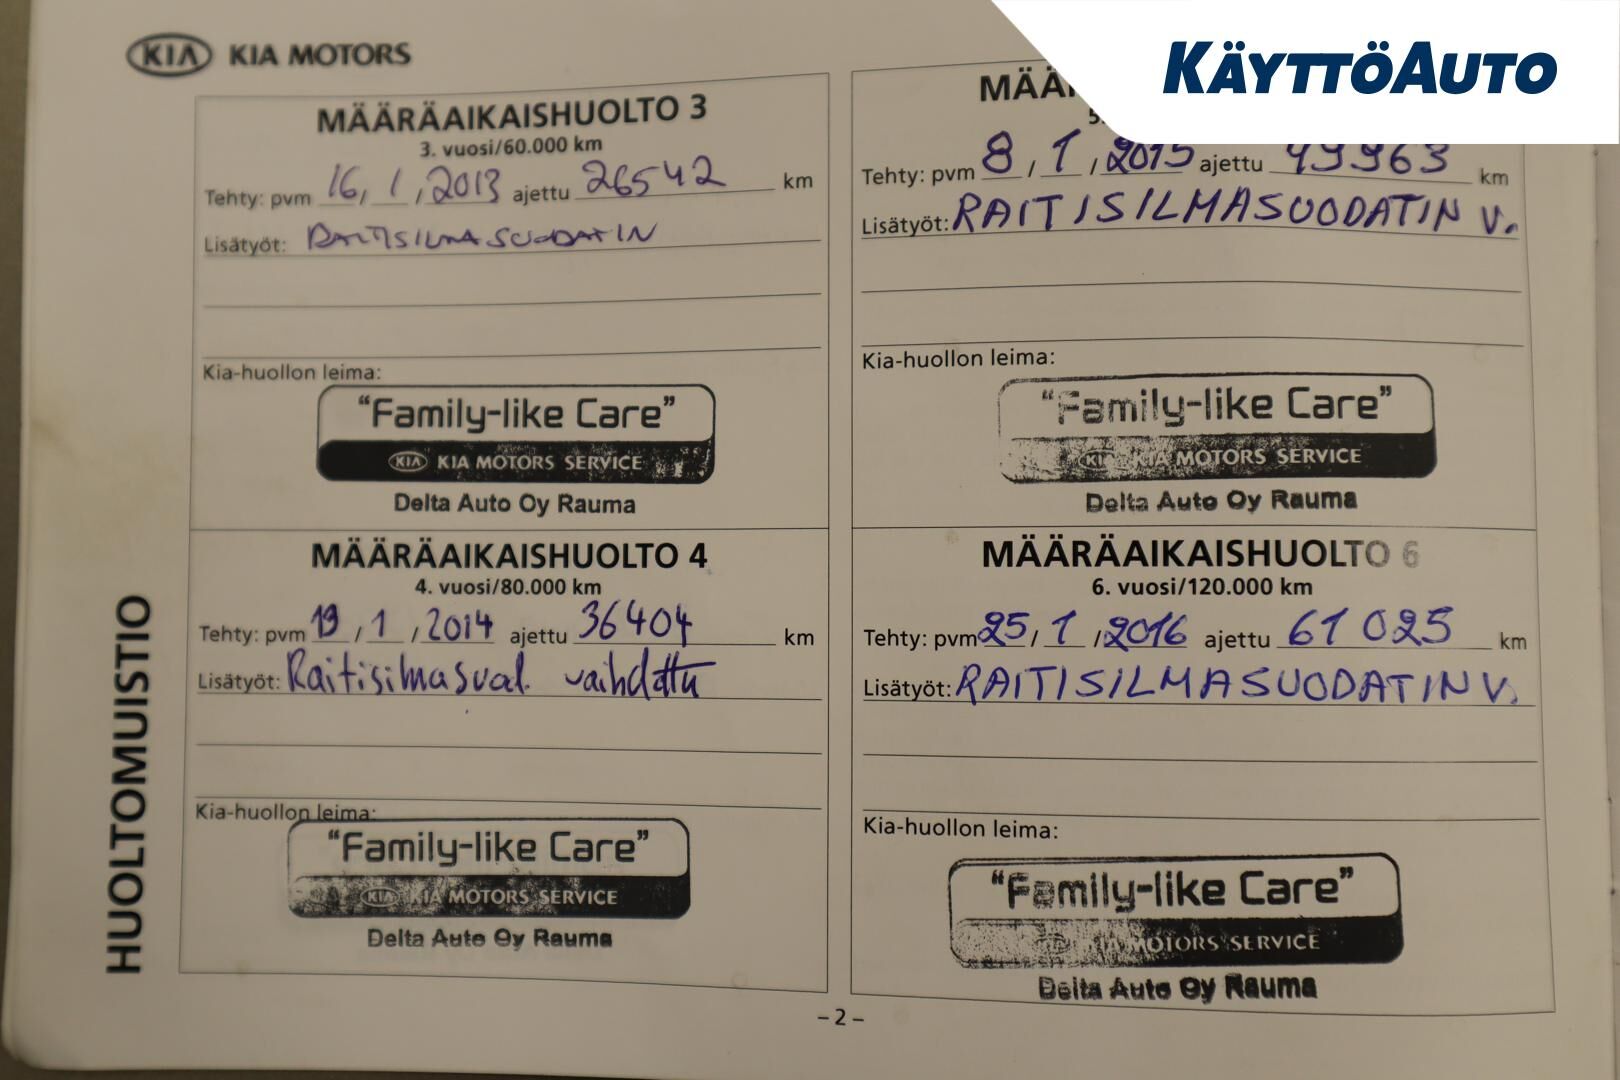 KIA KIA MOTORS
KÄYTTÖAUTO
MÄÄRÄAIKAISHUOLTO 3
3. vuosi/60.000 km
Tehty: pvm 16, 1, 2013 ajettu 26542 km
Lisätyöt: RAITISILMASUODATIN
Kia-huollon leima:
"Family-like Care"
KIA KIA MOTORS SERVICE
Delta Auto Oy Rauma
MÄÄRÄAIKAISHUOLTO 4
4. vuosi/80.000 km
Tehty: pvm 19 / 1 / 2014 ajettu 36404 km
Lisätyöt: Raitisilmasuod. vaihdettu
Kia-huollon leima:
"Family-like Care"
KIA KIA MOTORS SERVICE
Delta Auto Oy Rauma
5.
Tehty: pvm 8 / 1 / 2015 ajettu 49963 km
Lisätyöt: RAITISILMASUODATIN V.
Kia-huollon leima:
"Family-like Care"
KIA KIA MOTORS SERVICE
Delta Auto Oy Rauma
MÄÄRÄAIKAISHUOLTO 6
6. vuosi/120.000 km
Tehty: pvm 25 / 1 / 2016 ajettu 61025 km
Lisätyöt: RAITISILMASUODATIN V.
Kia-huollon leima:
"Family-like Care"
KIA MOTORS SERVICE
Delta Auto Oy Rauma
HUOLTOMUISTIO
– 2 –